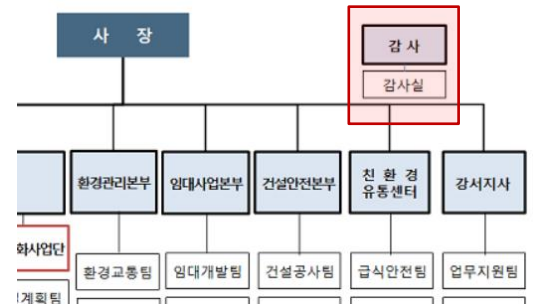 사 장
감 사
감사실
환경관리본부
임대사업본부
건설안전본부
친 환 경
유통센터
강서지사
화사업단
환경교통팀
임대개발팀
건설공사팀
급식안전팀
업무지원팀
계획팀